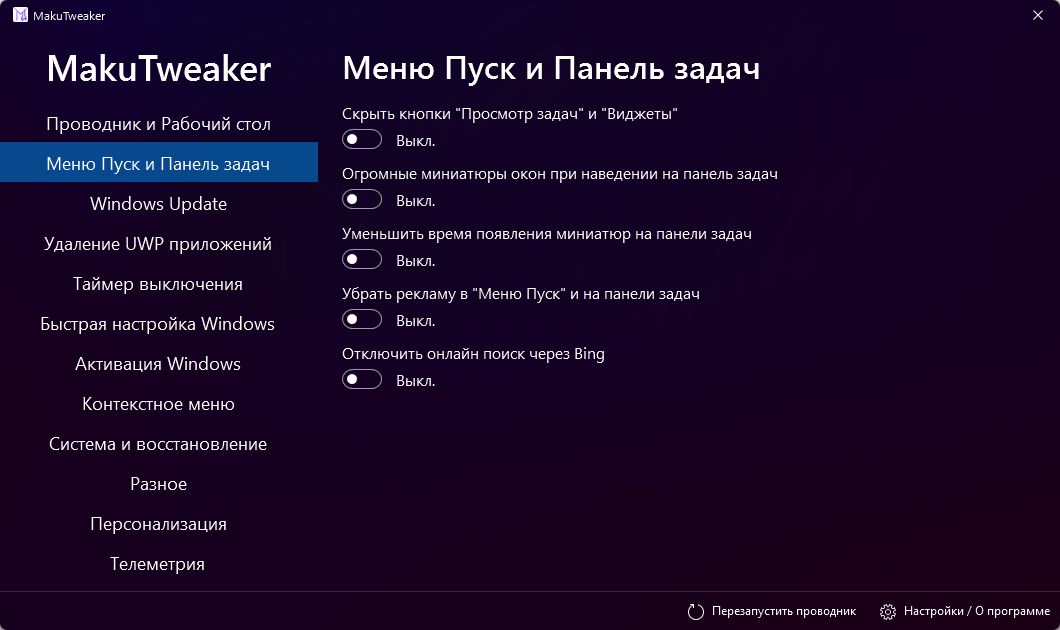 MakuTweaker
MakuTweaker
Проводник и Рабочий стол
Меню Пуск и Панель задач
Windows Update
Удаление UWP приложений
Таймер выключения
Быстрая настройка Windows
Активация Windows
Контекстное меню
Система и восстановление
Разное
Персонализация
Телеметрия
Меню Пуск и Панель задач
Скрыть кнопки "Просмотр задач" и "Виджеты"
Выкл.
Огромные миниатюры окон при наведении на панель задач
Выкл.
Уменьшить время появления миниатюр на панели задач
Выкл.
Убрать рекламу в "Меню Пуск" и на панели задач
Выкл.
Отключить онлайн поиск через Bing
Выкл.
Перезапустить проводник
Настройки / О программе